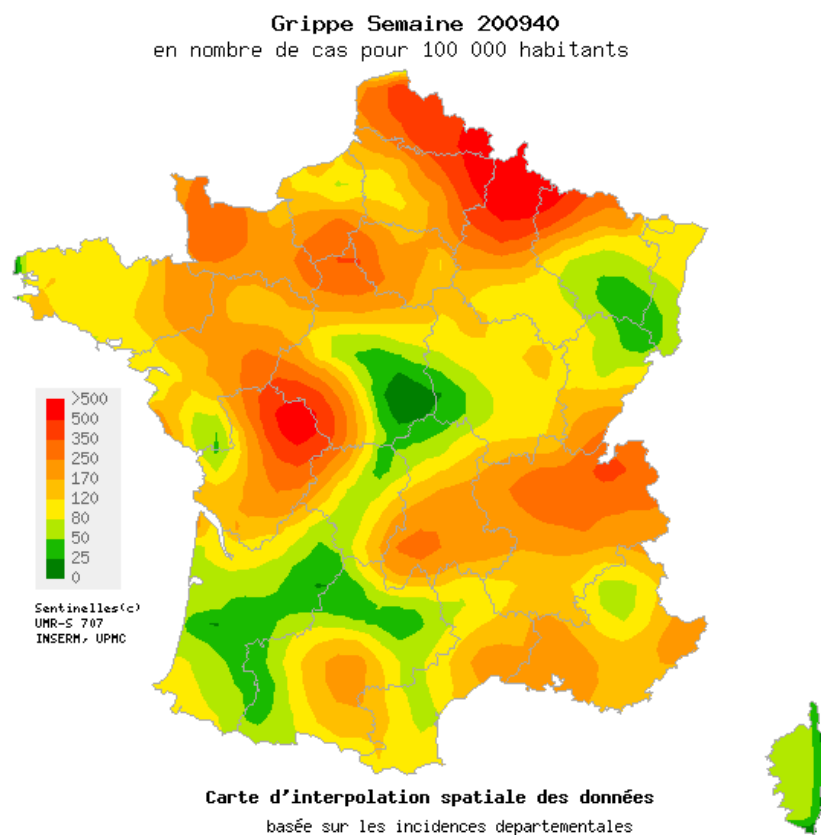 Grippe Semaine 200940
en nombre de cas pour 100 000 habitants
>500
500
350
250
170
120
80
50
25
0
Sentinelles(c)
UMR-S 707
INSERM, UPMC
Carte d'interpolation spatiale des données
basée sur les incidences departementales